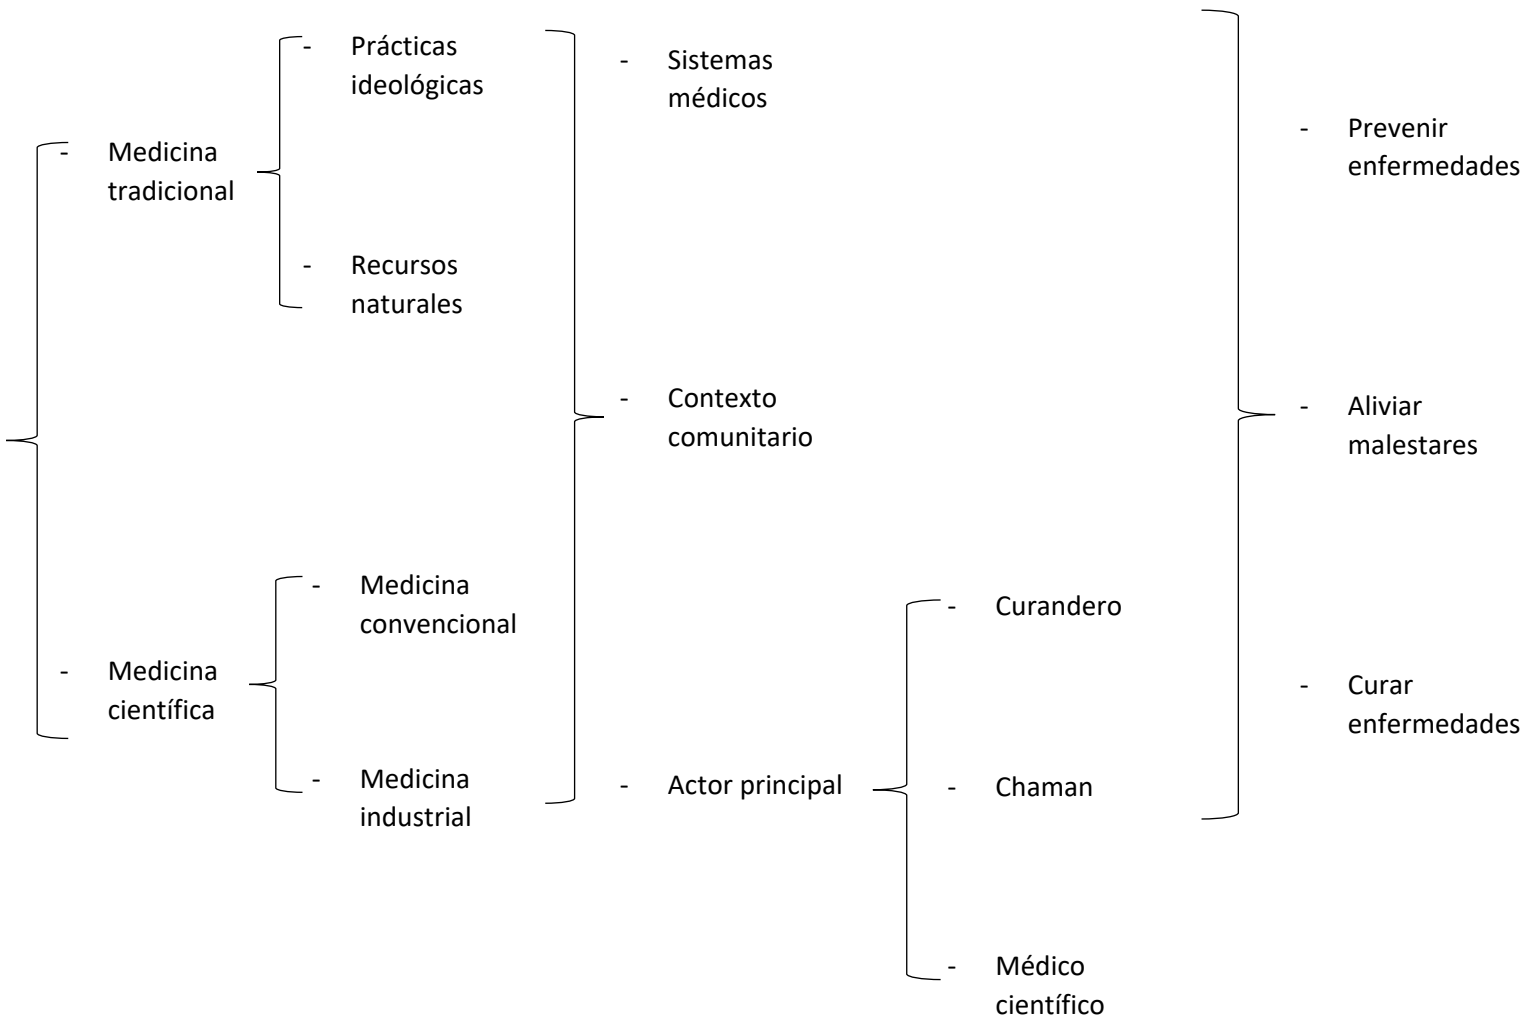 - Medicina
tradicional
- Prácticas
ideológicas
- Recursos
naturales
- Medicina
científica
- Medicina
convencional
- Medicina
industrial
- Sistemas
médicos
- Contexto
comunitario
- Actor principal
- Curandero
- Chaman
- Médico
científico
- Prevenir
enfermedades
- Aliviar
malestares
- Curar
enfermedades